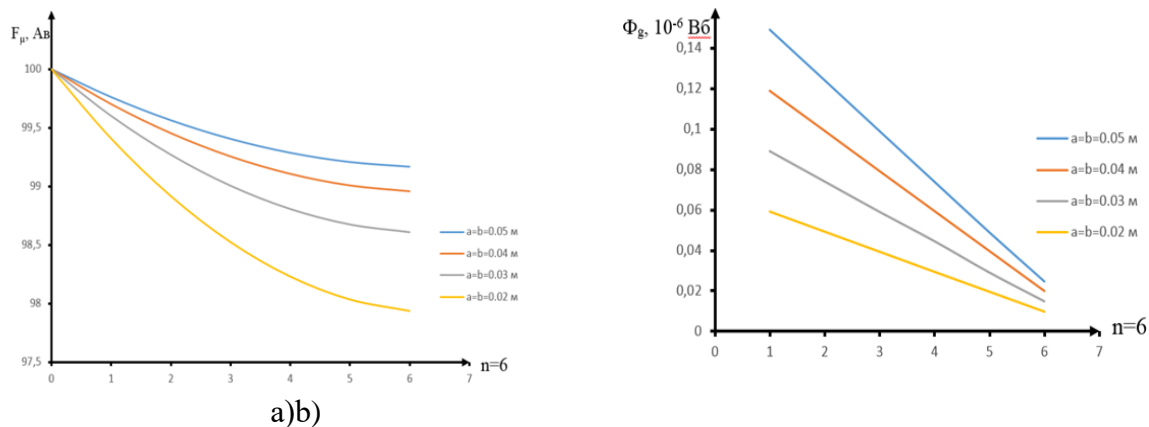 F_μ, Ав
100
99,5
99
98,5
98
97,5
0 1 2 3 4 5 6 7
n=6
a=b=0.05 м
a=b=0.04 м
a=b=0.03 м
a=b=0.02 м
Ф_g, 10⁻⁶ Вб
0,14
0,12
0,1
0,08
0,06
0,04
0,02
0
0 1 2 3 4 5 6 7
n=6
a=b=0.05 м
a=b=0.04 м
a=b=0.03 м
a=b=0.02 м
a)b)